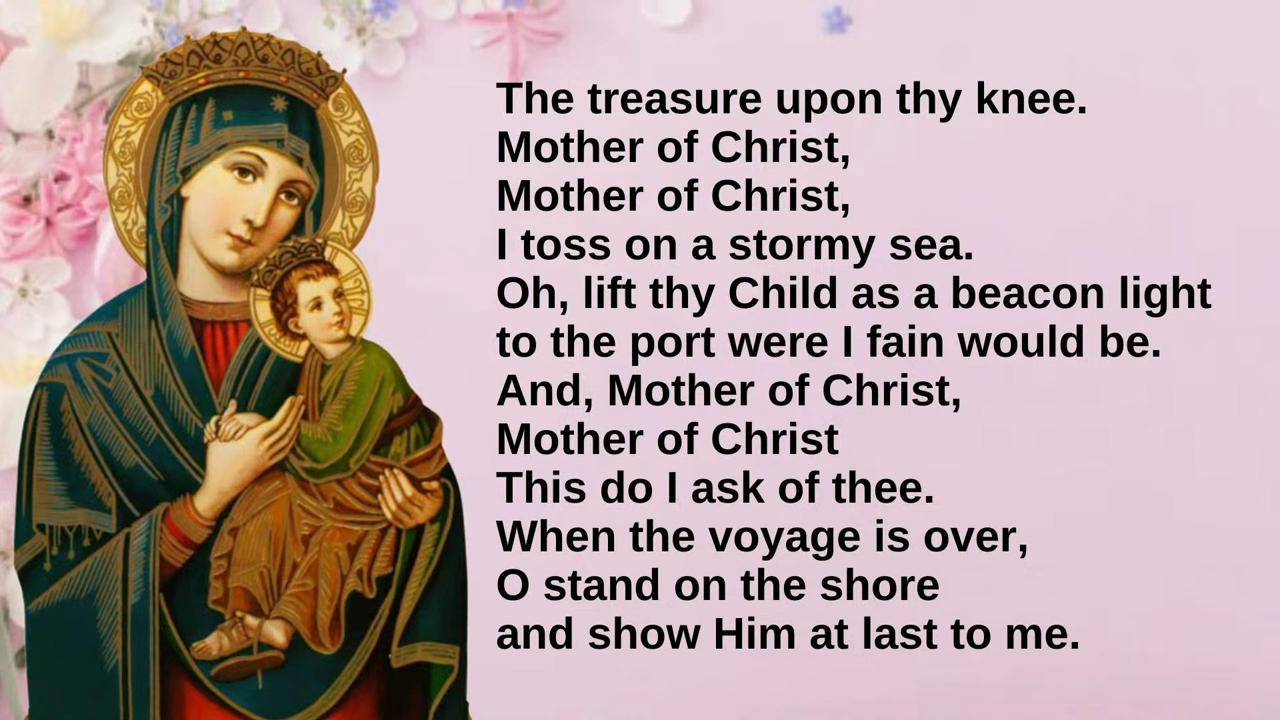 The treasure upon thy knee.
Mother of Christ,
Mother of Christ,
I toss on a stormy sea.
Oh, lift thy Child as a beacon light
to the port were I fain would be.
And, Mother of Christ,
Mother of Christ
This do I ask of thee.
When the voyage is over,
O stand on the shore
and show Him at last to me.